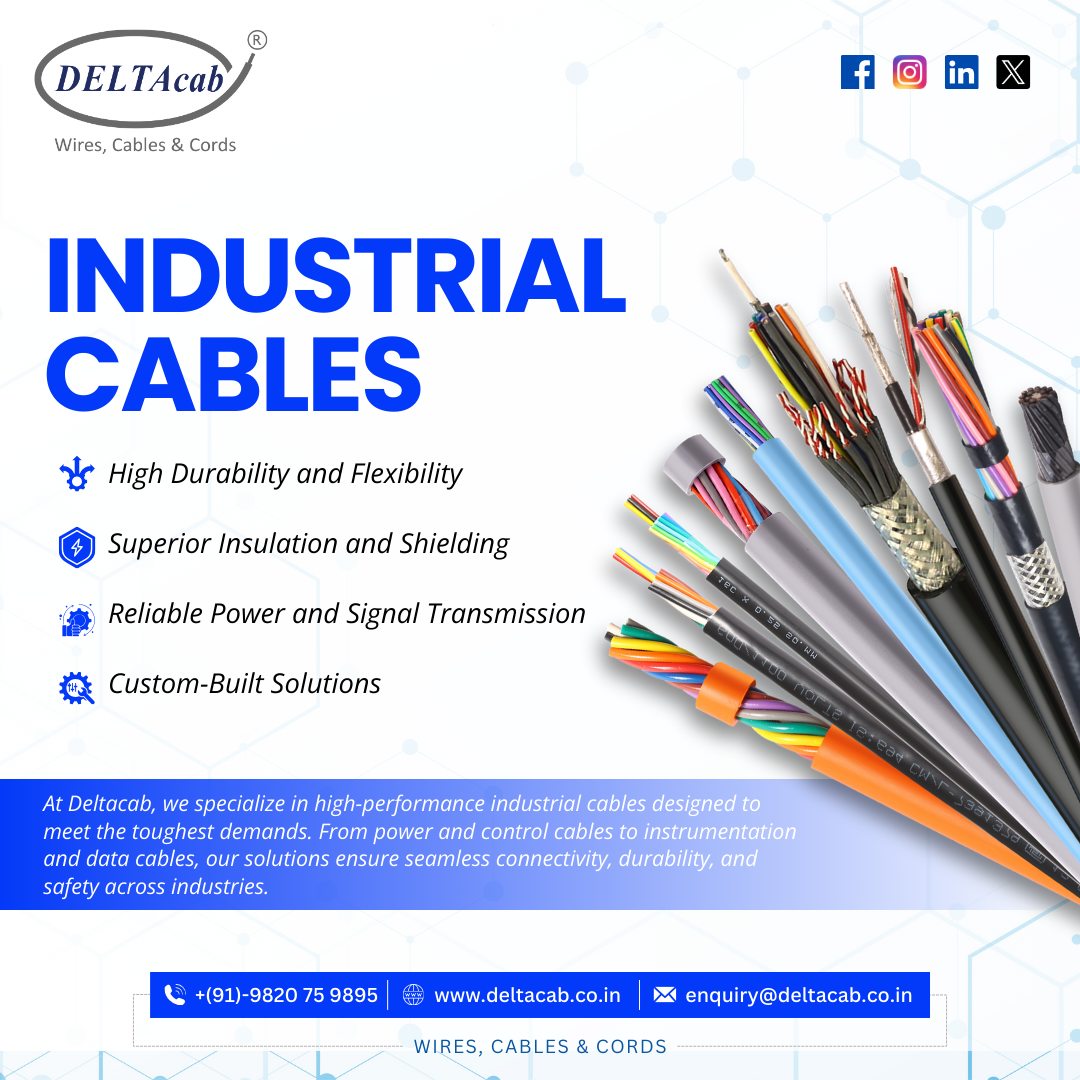 DELTAcab ®
Wires, Cables & Cords
INDUSTRIAL
CABLES
High Durability and Flexibility
Superior Insulation and Shielding
Reliable Power and Signal Transmission
Custom-Built Solutions
At Deltacab, we specialize in high-performance industrial cables designed to
meet the toughest demands. From power and control cables to instrumentation
and data cables, our solutions ensure seamless connectivity, durability, and
safety across industries.
+(91)-9820 75 9895 www.deltacab.co.in enquiry@deltacab.co.in
WIRES, CABLES & CORDS